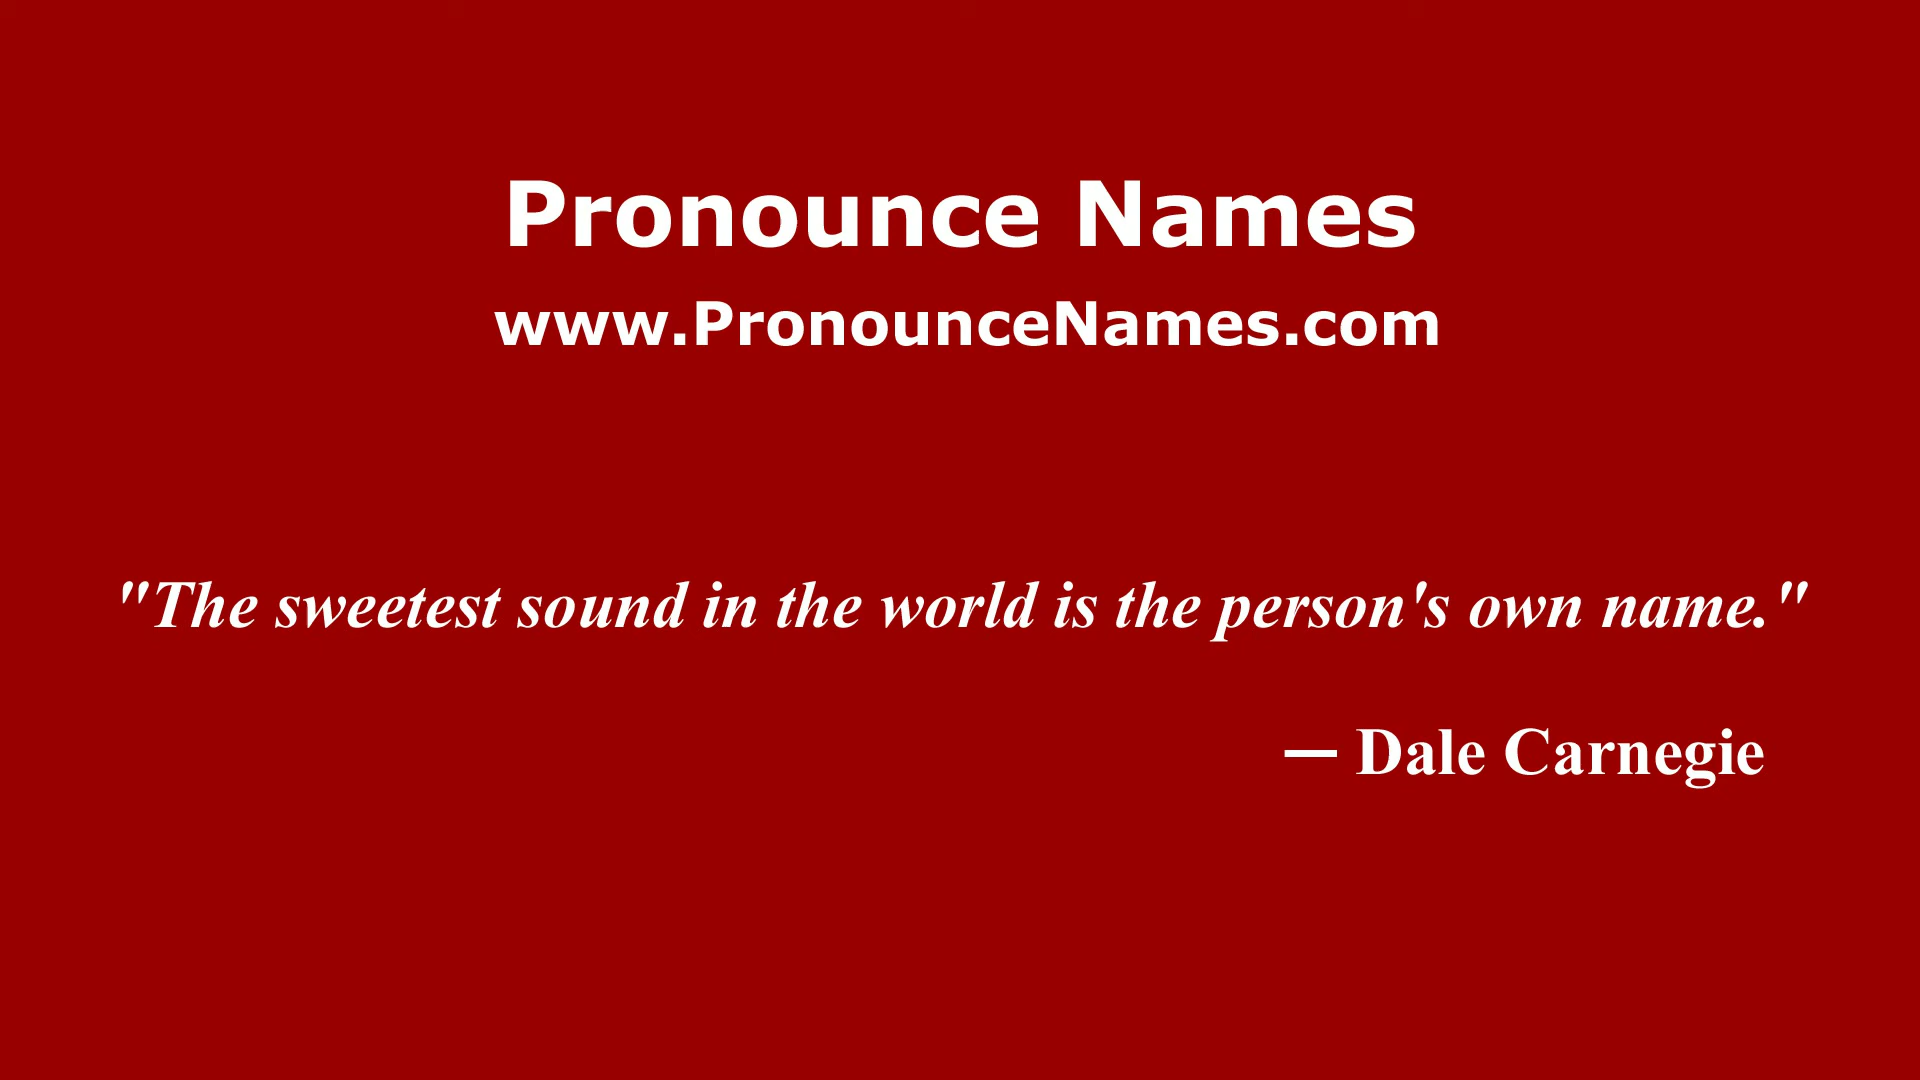 Pronounce Names
www.PronounceNames.com
"The sweetest sound in the world is the person's own name."
— Dale Carnegie